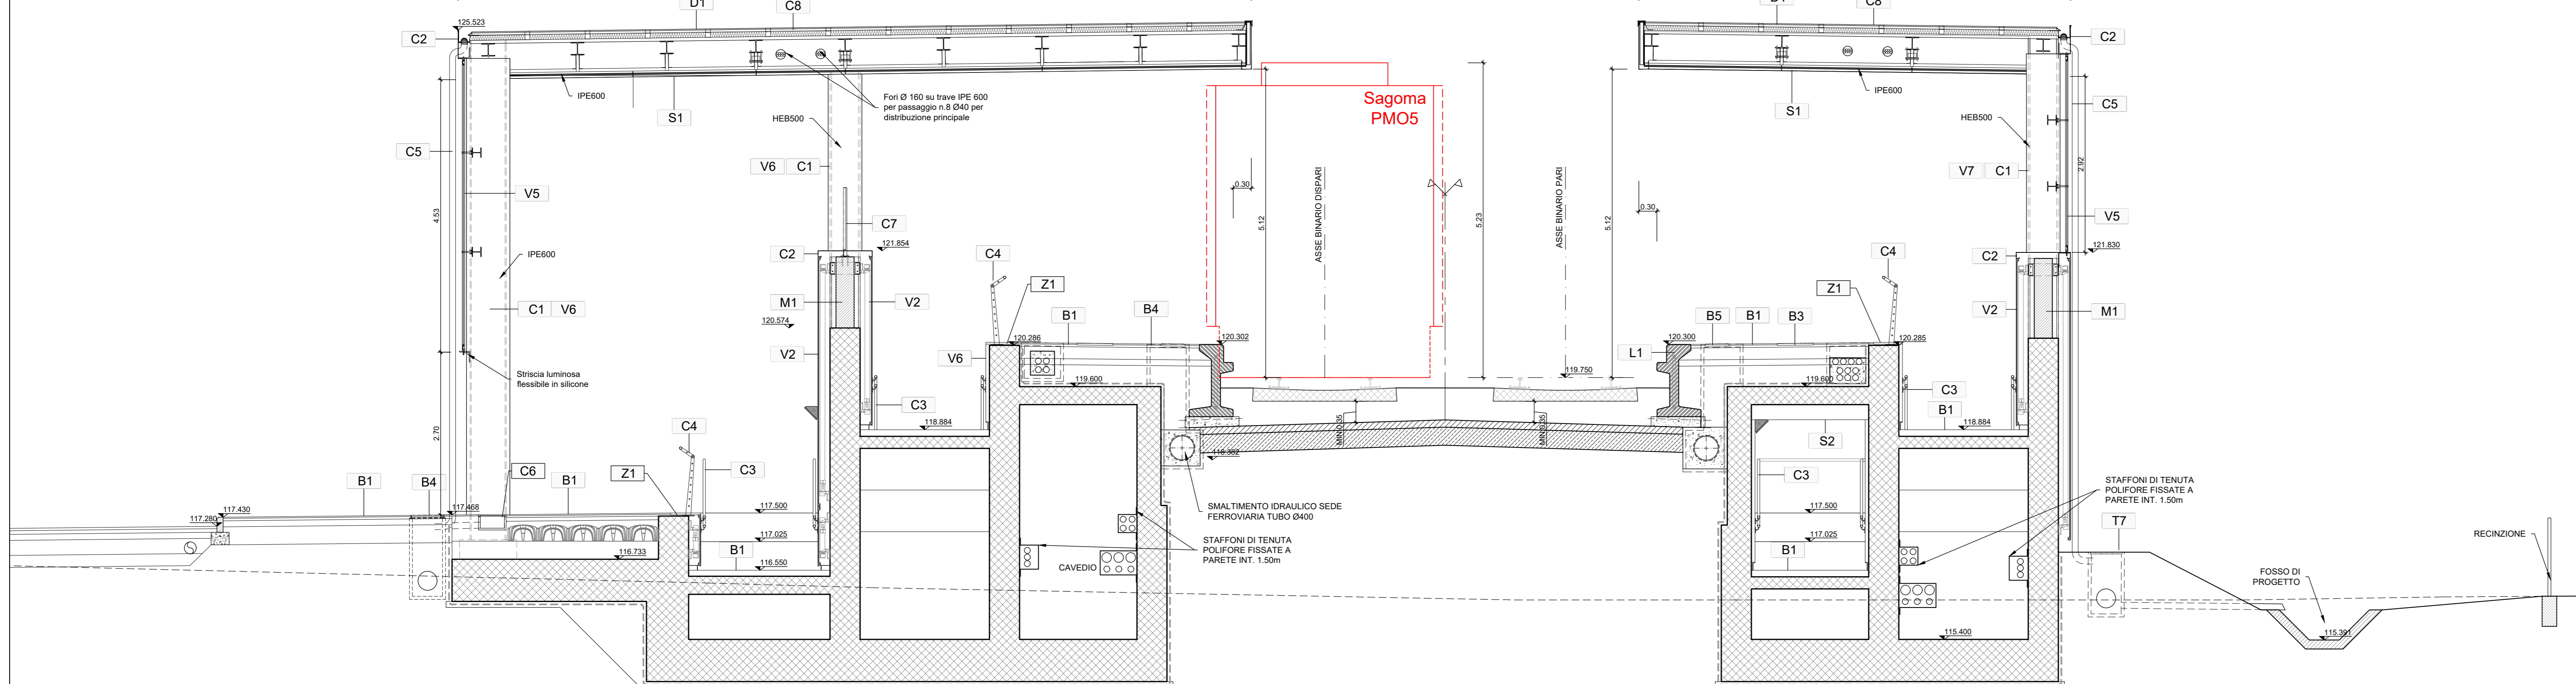 D1
C8
D1
C8
125.523
C2
C2
IPE600
S1
Fori Ø 160 su trave IPE 600
per passaggio n.8 Ø40 per
distribuzione principale
HEB500
Sagoma
PMO5
IPE600
S1
HEB500
C5
C5
V6 C1
V7 C1
V5
V5
4.53
0.30
5.12
ASSE BINARIO DISPARI
5.23
ASSE BINARIO PARI
5.12
0.30
2.92
C7
121.854
121.830
IPE600
C2
C4
C4
C2
C1 V6
M1
V2
Z1
Z1
V2
M1
120.574
B1
B4
B5 B1 B3
V2
V6
120.286
120.302
120.300
120.285
L1
Striscia luminosa
flessibile in silicone
119.600
119.750
119.600
C3
C3
B1
118.884
118.884
MIN0.35
MIN0.35
S2
2.70
C4
C3
Z1
C6
B1
B4
B1
118.382
C3
117.430
117.280
117.468
117.500
117.025
116.733
B1
116.550
SMALTIMENTO IDRAULICO SEDE
FERROVIARIA TUBO Ø400
STAFFONI DI TENUTA
POLIFORE FISSATE A
PARETE INT. 1.50m
CAVEDIO
117.500
117.025
B1
STAFFONI DI TENUTA
POLIFORE FISSATE A
PARETE INT. 1.50m
T7
RECINZIONE
FOSSO DI
PROGETTO
115.400
115.391